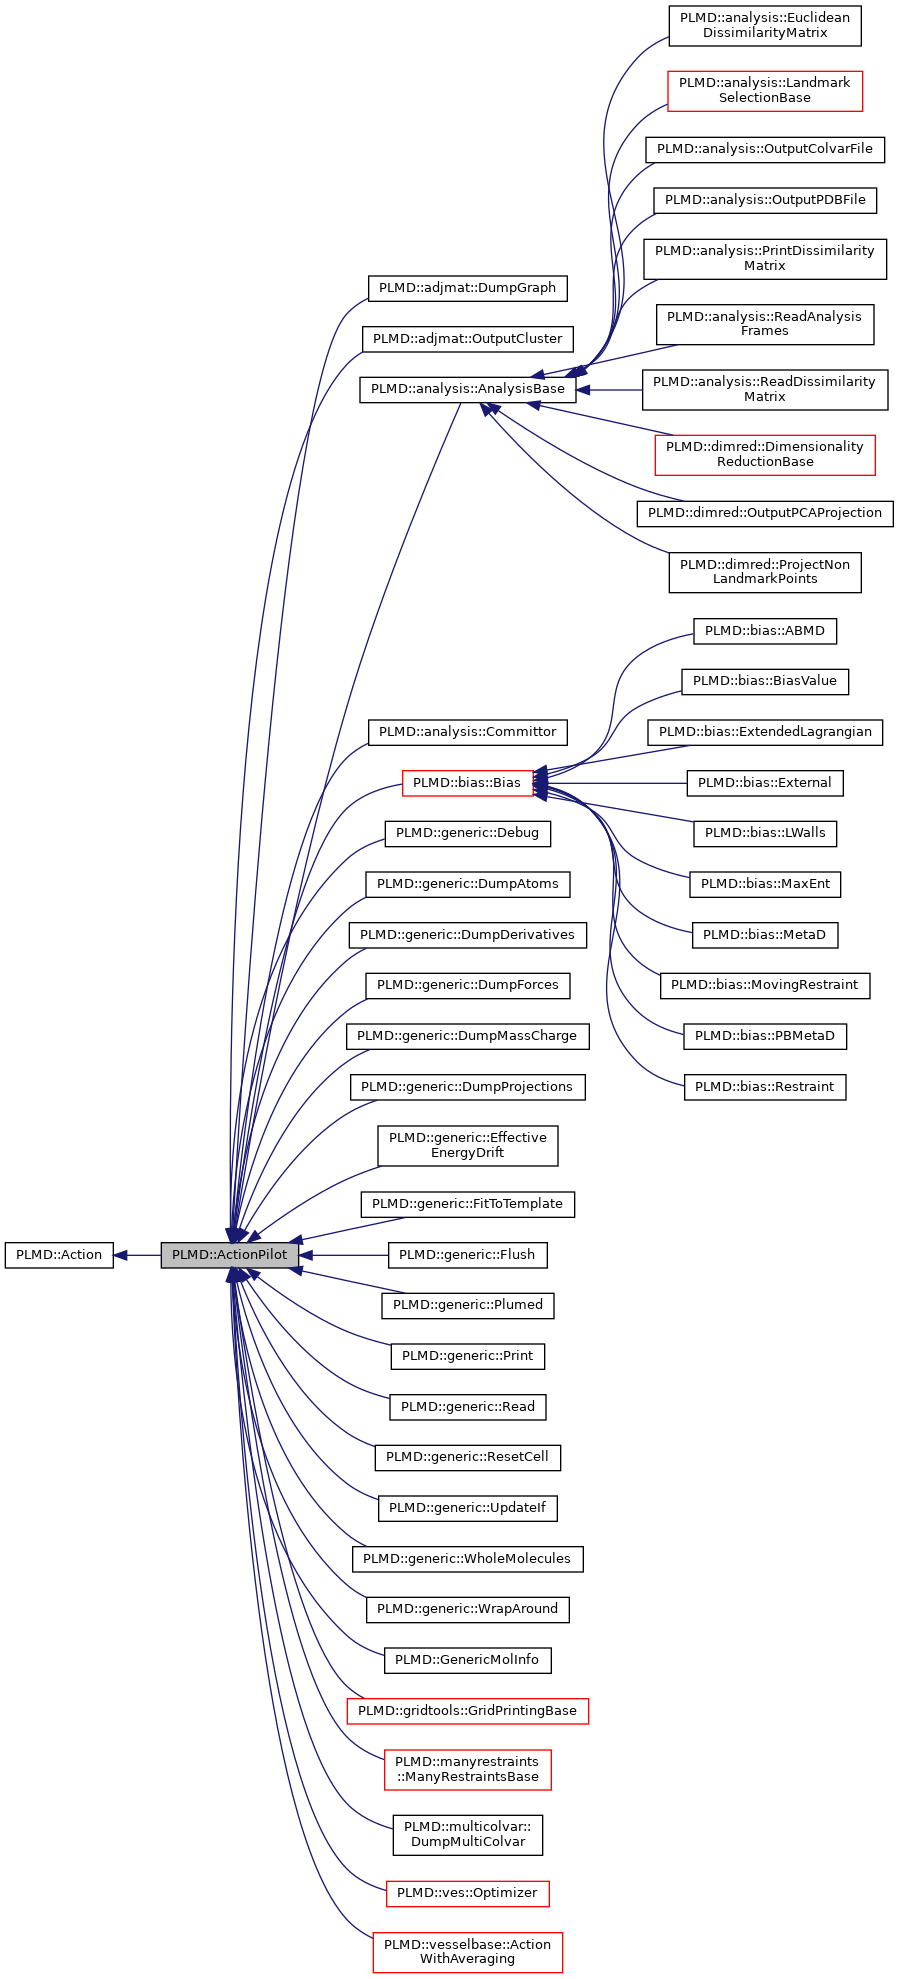 PLMD::analysis::Euclidean
DissimilarityMatrix
PLMD::analysis::Landmark
SelectionBase
PLMD::analysis::OutputColvarFile
PLMD::analysis::OutputPDBFile
PLMD::analysis::PrintDissimilarity
Matrix
PLMD::analysis::ReadAnalysis
Frames
PLMD::analysis::ReadDissimilarity
Matrix
PLMD::dimred::Dimensionality
ReductionBase
PLMD::dimred::OutputPCAProjection
PLMD::dimred::ProjectNon
LandmarkPoints
PLMD::adjmat::DumpGraph
PLMD::adjmat::OutputCluster
PLMD::analysis::AnalysisBase
PLMD::bias::ABMD
PLMD::bias::BiasValue
PLMD::bias::ExtendedLagrangian
PLMD::bias::External
PLMD::bias::LWalls
PLMD::bias::MaxEnt
PLMD::bias::MetaD
PLMD::bias::MovingRestraint
PLMD::bias::PBMetaD
PLMD::bias::Restraint
PLMD::analysis::Committor
PLMD::bias::Bias
PLMD::generic::Debug
PLMD::generic::DumpAtoms
PLMD::generic::DumpDerivatives
PLMD::generic::DumpForces
PLMD::generic::DumpMassCharge
PLMD::generic::DumpProjections
PLMD::generic::Effective
EnergyDrift
PLMD::generic::FitToTemplate
PLMD::Action
PLMD::ActionPilot
PLMD::generic::Flush
PLMD::generic::Plumed
PLMD::generic::Print
PLMD::generic::Read
PLMD::generic::ResetCell
PLMD::generic::UpdateIf
PLMD::generic::WholeMolecules
PLMD::generic::WrapAround
PLMD::GenericMolInfo
PLMD::gridtools::GridPrintingBase
PLMD::manyrestraints
::ManyRestraintsBase
PLMD::multicolvar::
DumpMultiColvar
PLMD::ves::Optimizer
PLMD::vesselbase::Action
WithAveraging